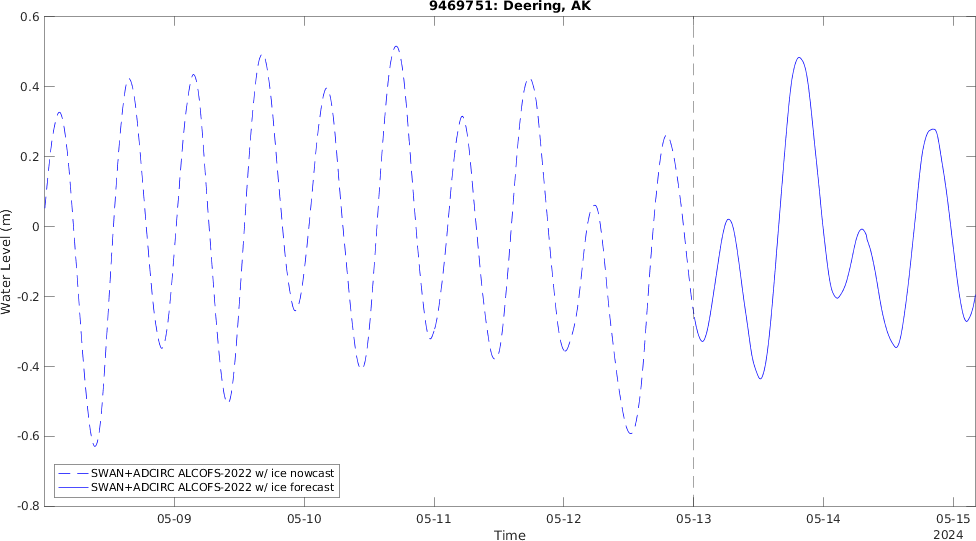 9469751: Deering, AK
0.6
0.4
0.2
0
-0.2
-0.4
-0.6
-0.8
Water Level (m)
SWAN+ADCIRC ALCOFS-2022 w/ ice nowcast
SWAN+ADCIRC ALCOFS-2022 w/ ice forecast
05-09 05-10 05-11 05-12 05-13 05-14 05-15
Time
2024